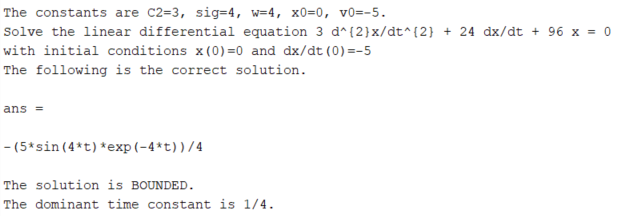 The constants are C2=3, sig=4, w=4, x0=0, v0=-5.
Solve the linear differential equation 3 d^{2}x/dt^{2} + 24 dx/dt + 96 x = 0
with initial conditions x(0)=0 and dx/dt(0)=-5
The following is the correct solution.
ans =
-(5*sin(4*t)*exp(-4*t))/4
The solution is BOUNDED.
The dominant time constant is 1/4.